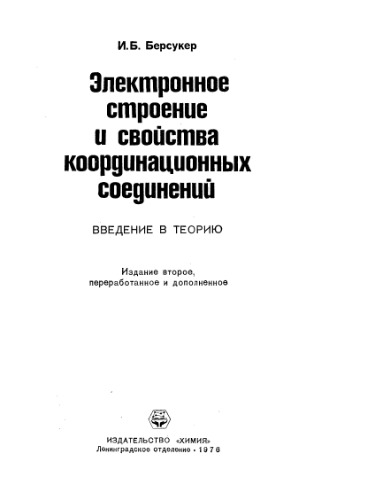 И.Б. Берсукер
Электронное
строение
и свойства
координационных
соединений
ВВЕДЕНИЕ В ТЕОРИЮ
Издание второе,
переработанное и дополненное
ИЗДАТЕЛЬСТВО «ХИМИЯ»
Ленинградское отделение · 1976